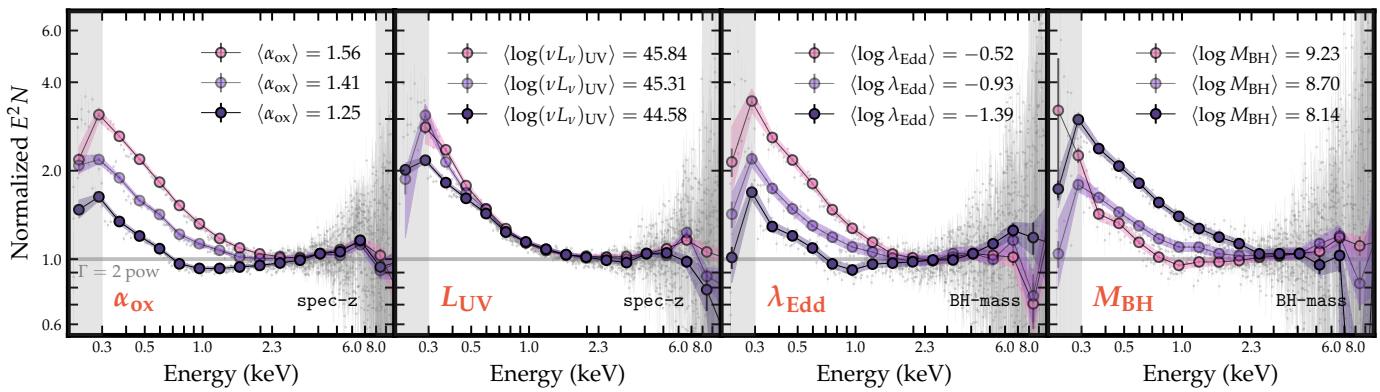 Normalized E²N
6.0
4.0
2.0
1.0
0.6
⟨α_ox⟩ = 1.56
⟨α_ox⟩ = 1.41
⟨α_ox⟩ = 1.25
Γ = 2 pow
α_ox
spec-z
0.3 0.5 1.0 2.3 6.0 8.0
Energy (keV)
⟨log(νL_ν)_UV⟩ = 45.84
⟨log(νL_ν)_UV⟩ = 45.31
⟨log(νL_ν)_UV⟩ = 44.58
L_UV
spec-z
0.3 0.5 1.0 2.3 6.0 8.0
Energy (keV)
⟨log λ_Edd⟩ = −0.52
⟨log λ_Edd⟩ = −0.93
⟨log λ_Edd⟩ = −1.39
λ_Edd
BH-mass
0.3 0.5 1.0 2.3 6.0 8.0
Energy (keV)
⟨log M_BH⟩ = 9.23
⟨log M_BH⟩ = 8.70
⟨log M_BH⟩ = 8.14
M_BH
BH-mass
0.3 0.5 1.0 2.3 6.0 8.0
Energy (keV)